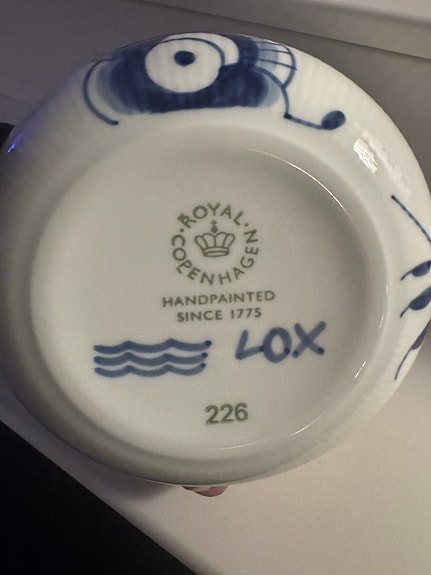 ROYAL
COPENHAGEN
HANDPAINTED
SINCE 1775
LOX
226